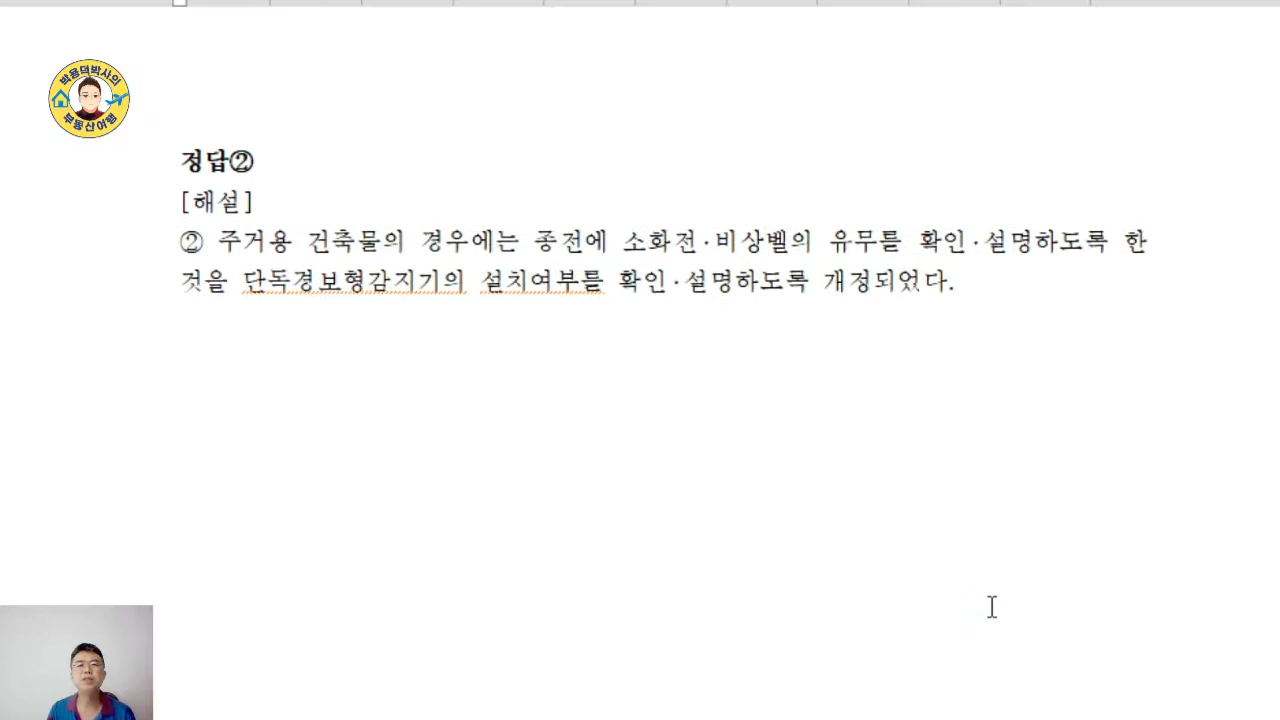 박용덕박사의
부동산여행
정답②
[해설]
② 주거용 건축물의 경우에는 종전에 소화전·비상벨의 유무를 확인·설명하도록 한
것을 단독경보형감지기의 설치여부를 확인·설명하도록 개정되었다.